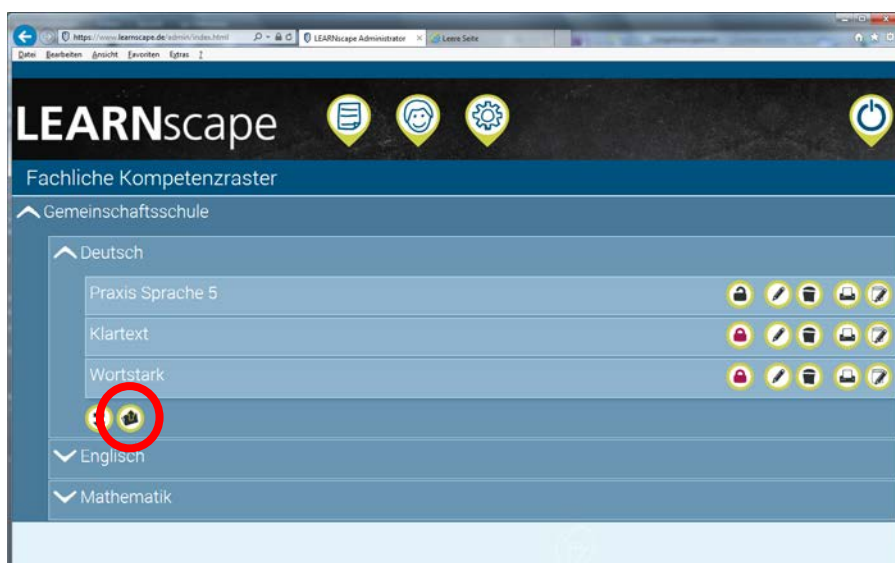 https://www.learnscape.de/admin/index.html
LEARNscape Administrator
Leere Seite
Datei Bearbeiten Ansicht Favoriten Extras ?
LEARNscape
Fachliche Kompetenzraster
Gemeinschaftsschule
Deutsch
Praxis Sprache 5
Klartext
Wortstark
Englisch
Mathematik